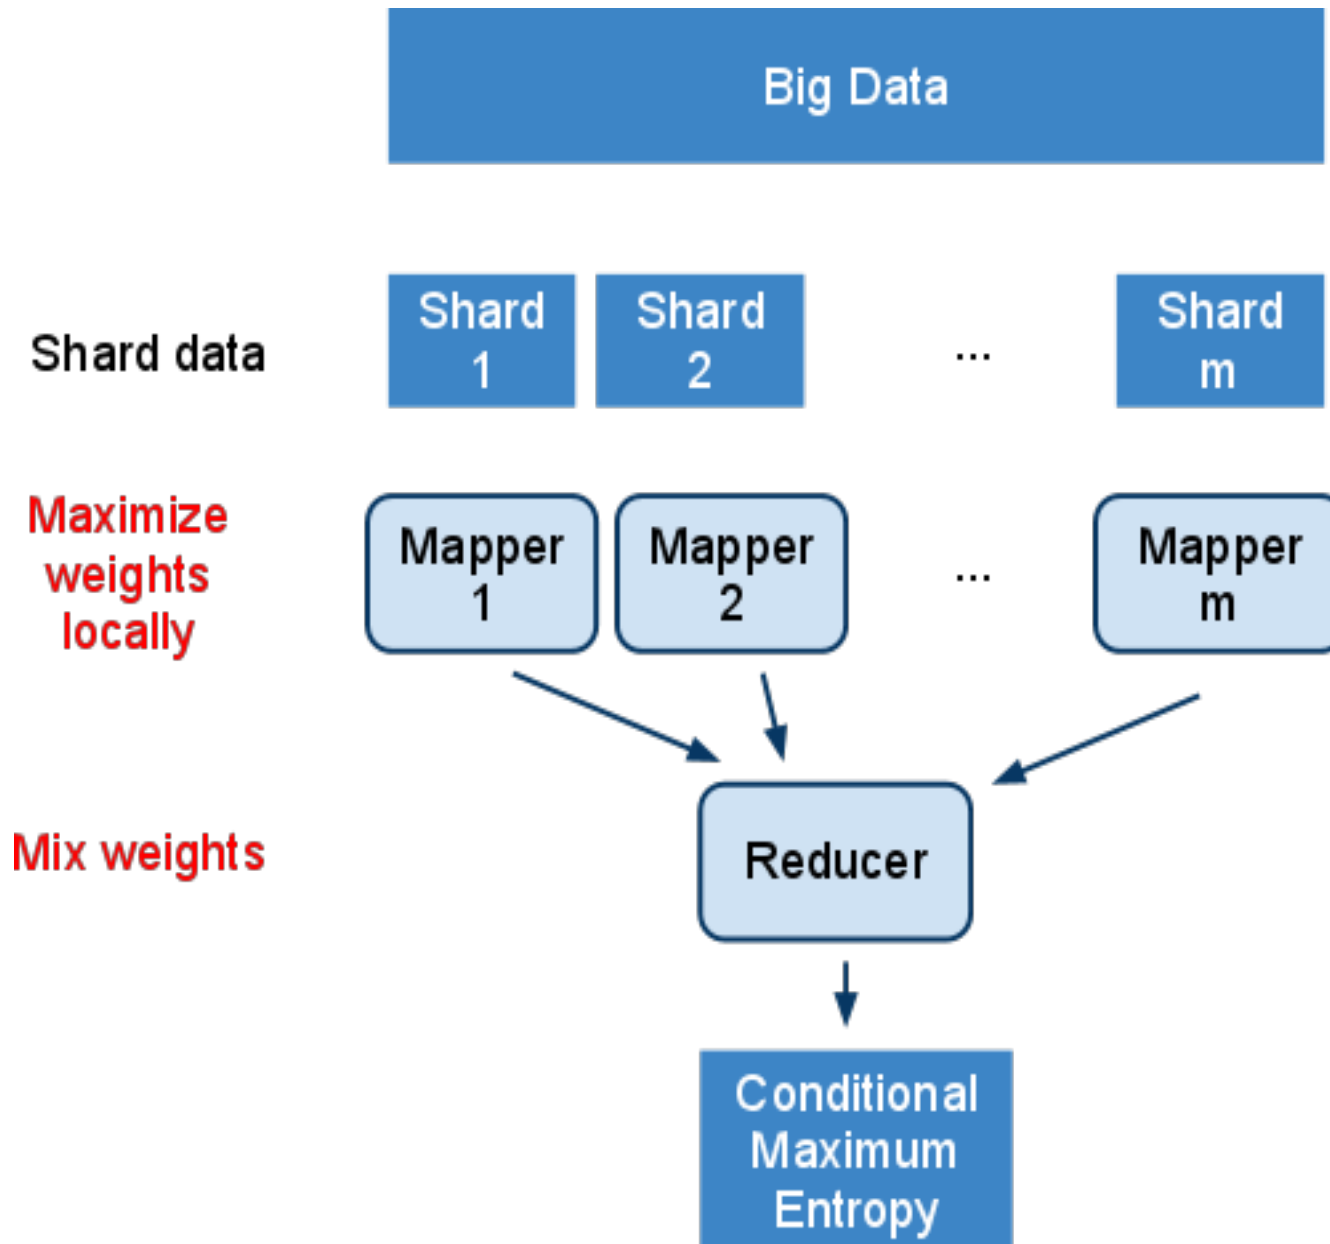 Big Data
Shard data
Shard
1
Shard
2
...
Shard
m
Maximize
weights
locally
Mapper
1
Mapper
2
...
Mapper
m
Mix weights
Reducer
Conditional
Maximum
Entropy